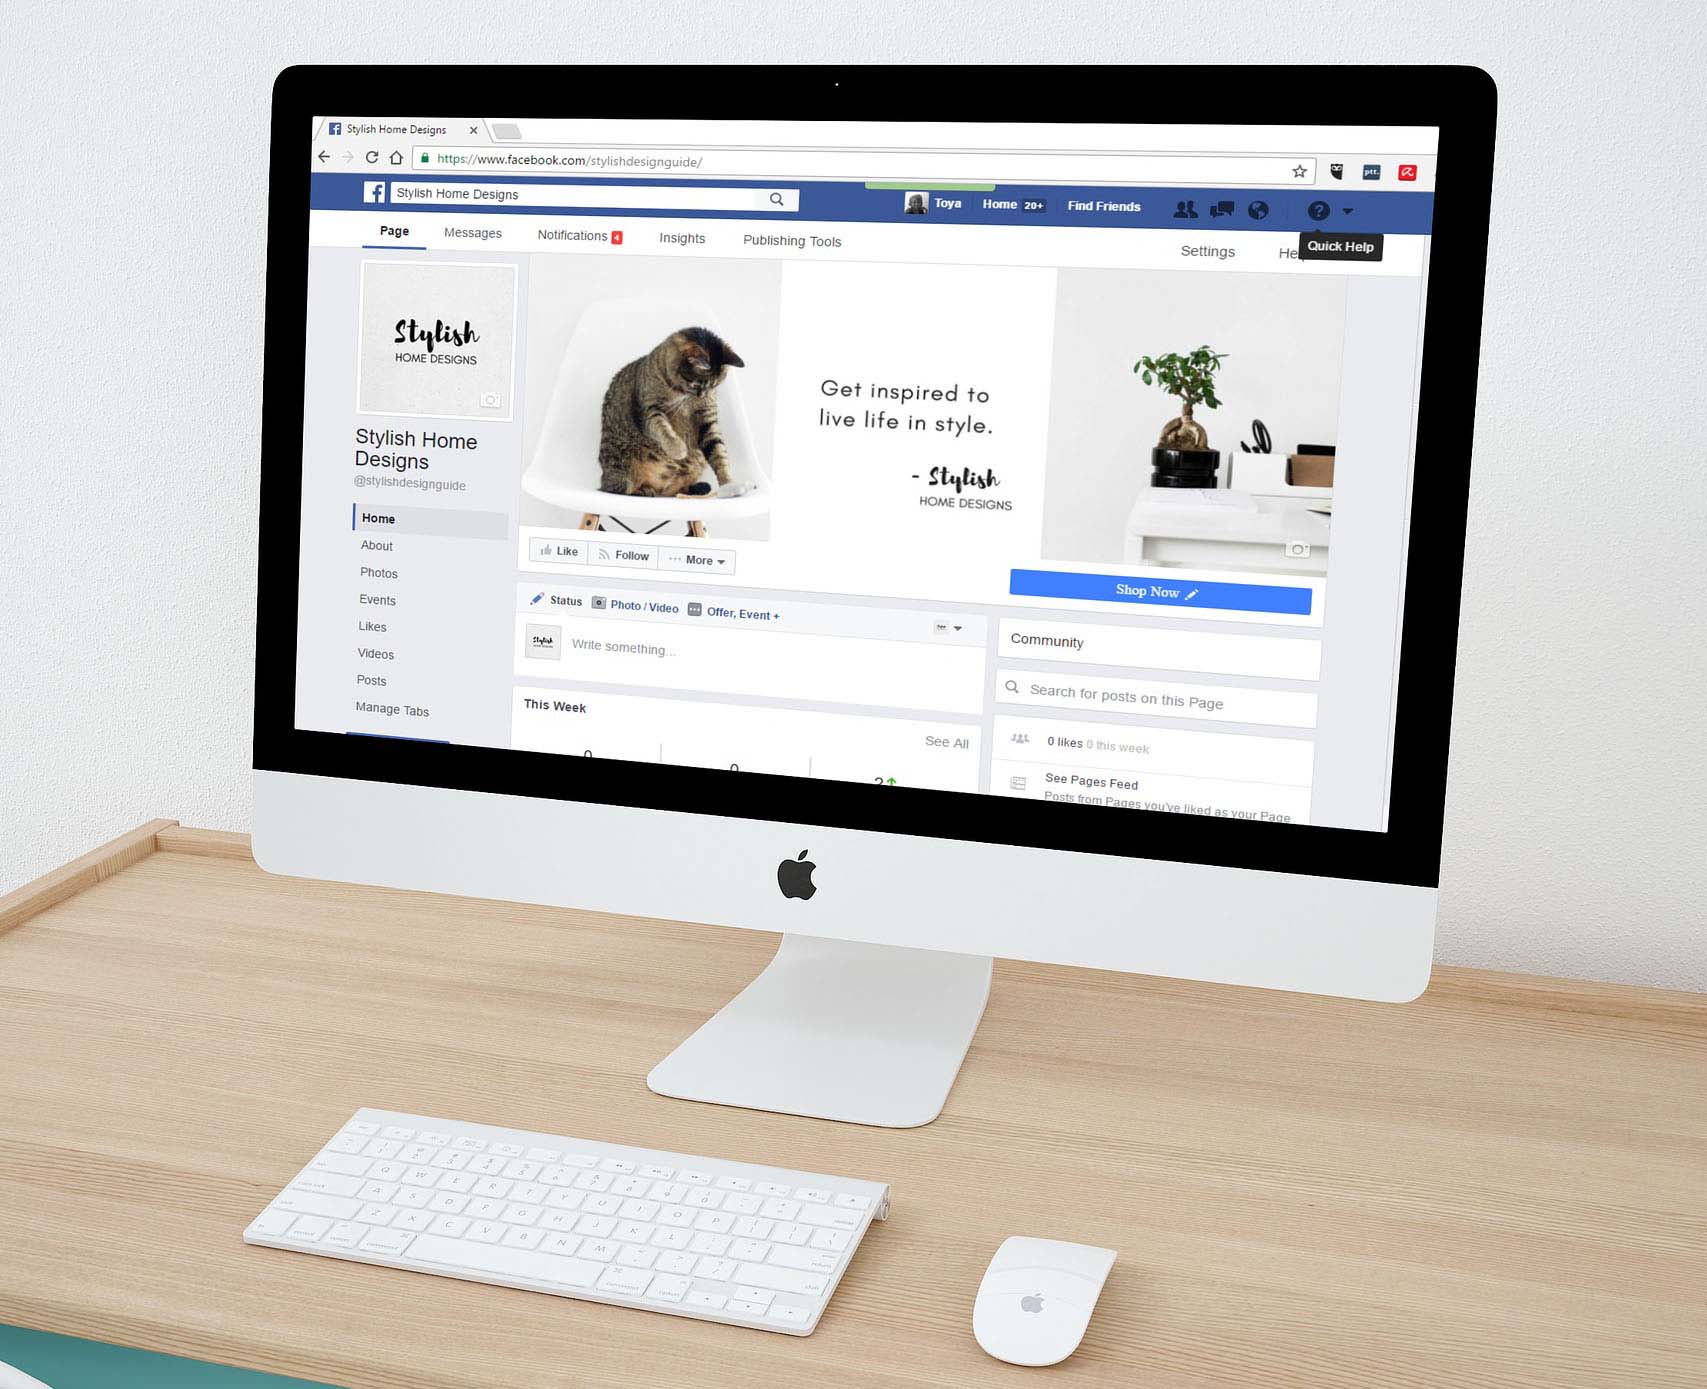 Stylish Home Designs
https://www.facebook.com/stylishdesignguide/
ptt.
Stylish Home Designs
Toya
Home 20+
Find Friends
Page
Messages
Notifications 4
Insights
Publishing Tools
Settings
Quick Help
Stylish
HOME DESIGNS
Get inspired to
live life in style.
- Stylish
HOME DESIGNS
Stylish Home
Designs
@stylishdesignguide
Home
About
Photos
Events
Likes
Videos
Posts
Manage Tabs
Like
Follow
More
Shop Now
Status
Photo / Video
Offer, Event +
Write something...
This Week
See All
Community
Search for posts on this Page
0 likes 0 this week
See Pages Feed
Posts from Pages you've liked as your Page
Q W E R T Y U I O P
A S D F G H J K L
Z X C V B N M
command
command